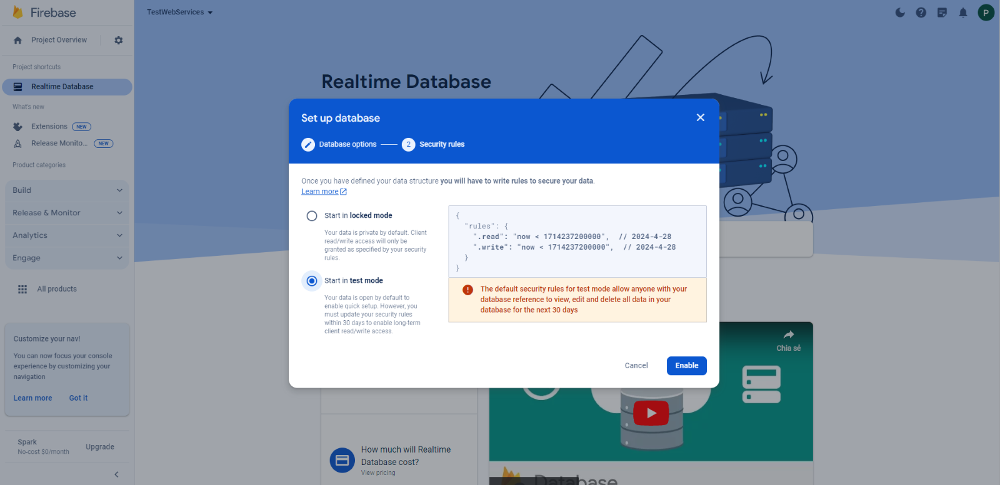 Firebase
TestWebServices
P
Project Overview
Project shortcuts
Realtime Database
What's new
Extensions NEW
Release Monito... NEW
Product categories
Build
Release & Monitor
Analytics
Engage
All products
Customize your nav!
You can now focus your console
experience by customizing your
navigation
Learn more Got it
Spark
No-cost $0/month
Upgrade
Realtime Database
Set up database
Database options
2 Security rules
Once you have defined your data structure you will have to write rules to secure your data.
Learn more
Start in locked mode
Your data is private by default. Client
read/write access will only be
granted as specified by your security
rules.
Start in test mode
Your data is open by default to
enable quick setup. However, you
must update your security rules
within 30 days to enable long-term
client read/write access.
{
"rules": {
".read": "now < 1714237200000", // 2024-4-28
".write": "now < 1714237200000", // 2024-4-28
}
}
The default security rules for test mode allow anyone with your
database reference to view, edit and delete all data in your
database for the next 30 days
Cancel
Enable
Chia sẻ
How much will Realtime
Database cost?
View pricing
Database